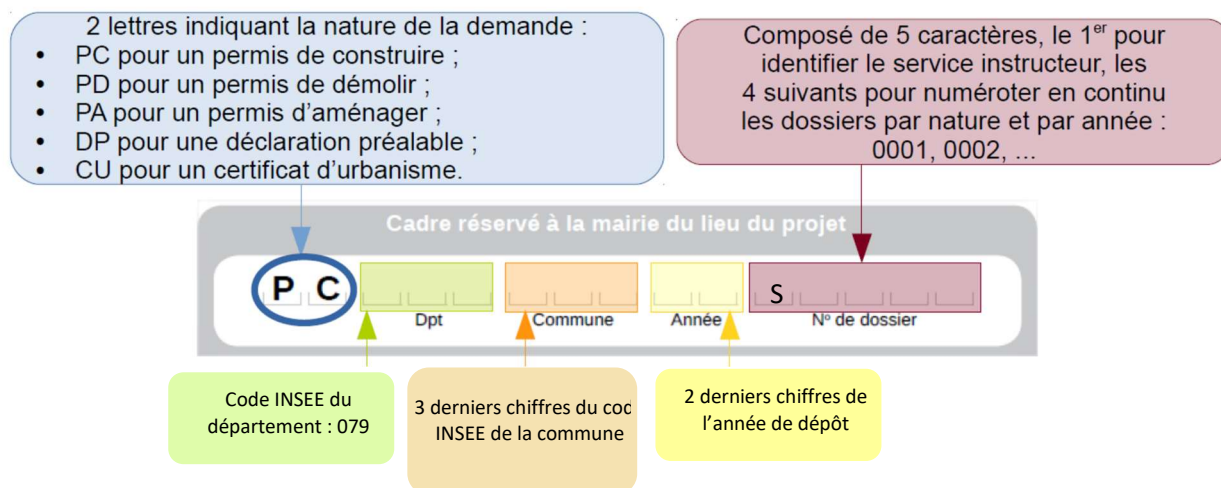 2 lettres indiquant la nature de la demande :
• PC pour un permis de construire ;
• PD pour un permis de démolir ;
• PA pour un permis d'aménager ;
• DP pour une déclaration préalable ;
• CU pour un certificat d'urbanisme.
Composé de 5 caractères, le 1er pour
identifier le service instructeur, les
4 suivants pour numéroter en continu
les dossiers par nature et par année :
0001, 0002, ...
Cadre réservé à la mairie du lieu du projet
P C S
Dpt Commune Année No de dossier
Code INSEE du
département : 079
3 derniers chiffres du cod
INSEE de la commune
2 derniers chiffres de
l'année de dépôt